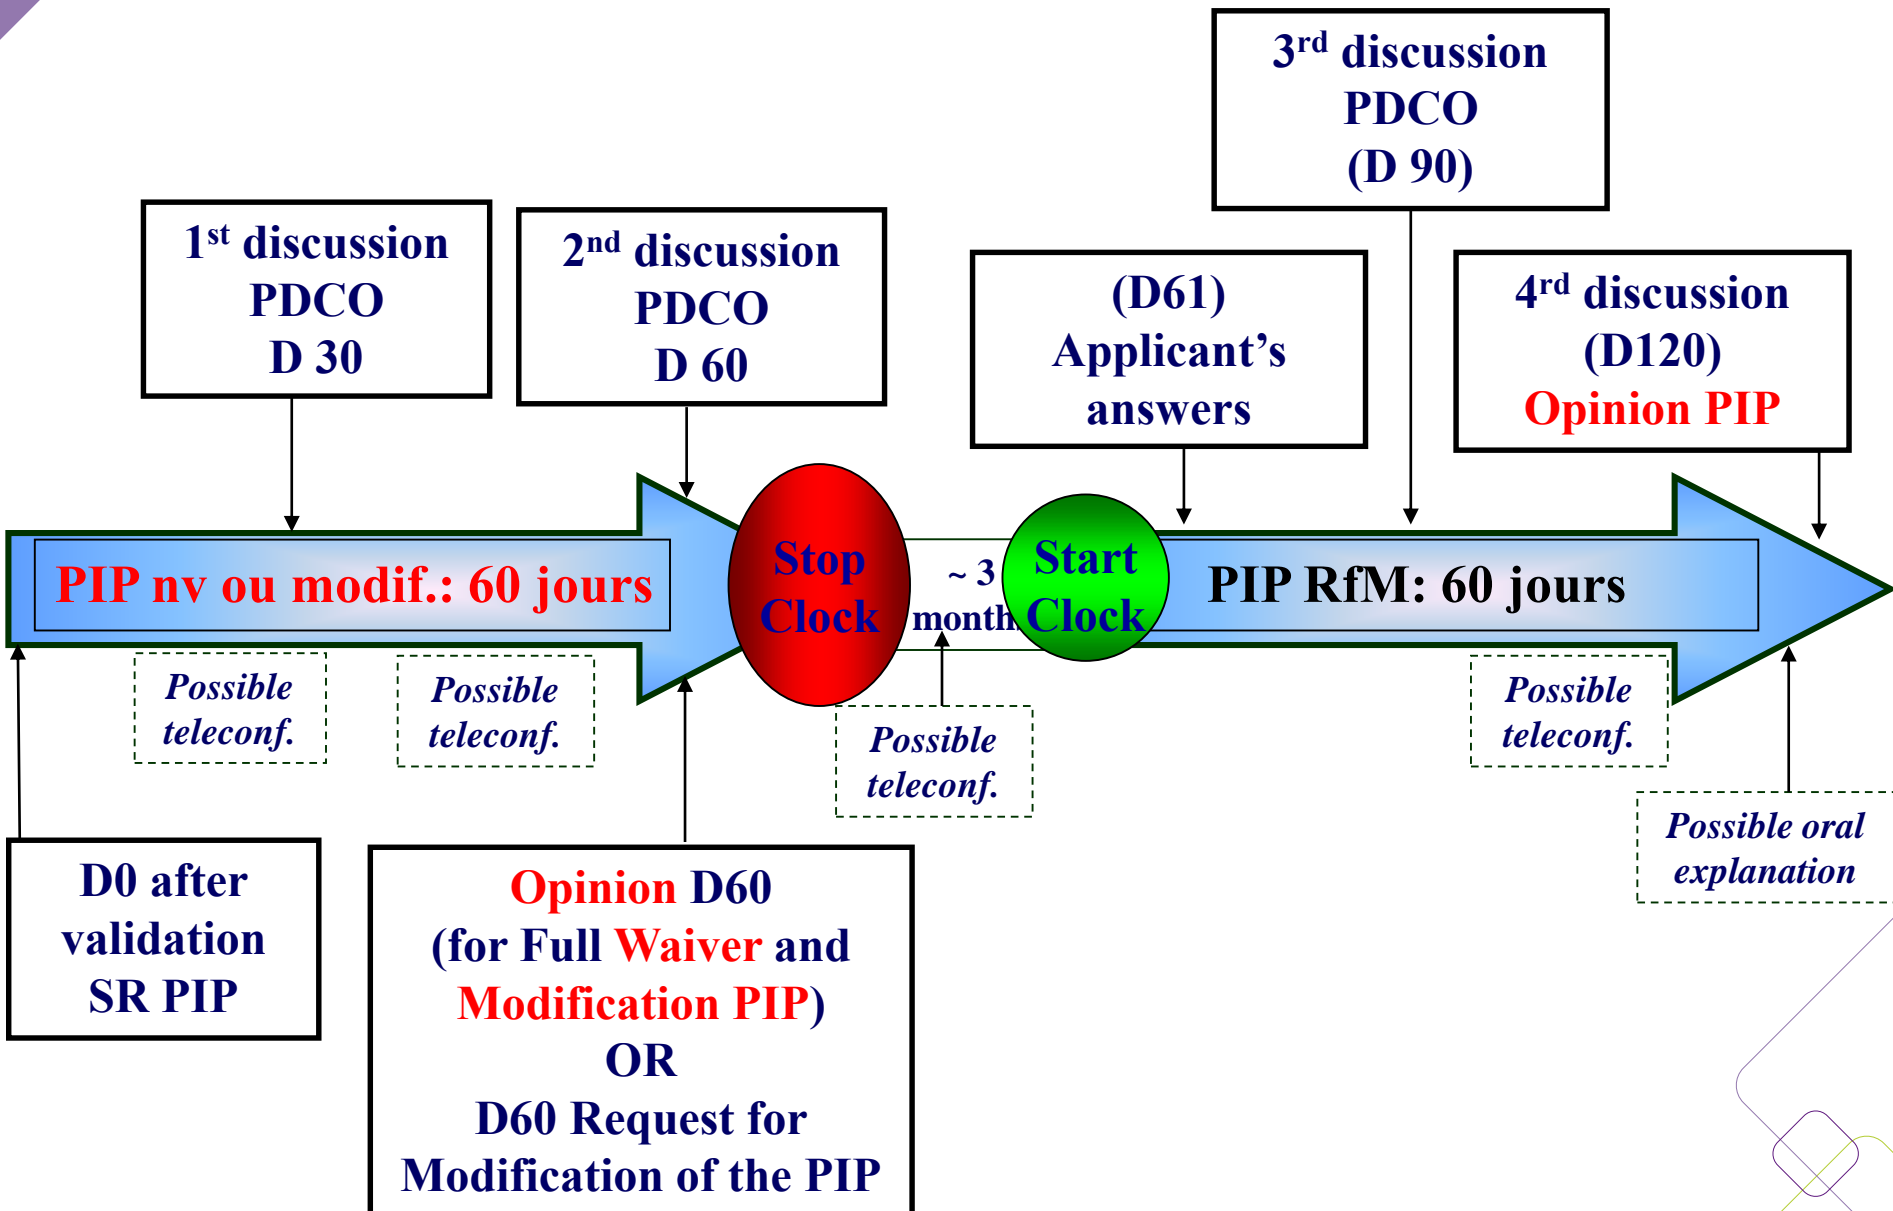 3rd discussion
PDCO
(D 90)
1st discussion
PDCO
D 30
2nd discussion
PDCO
D 60
(D61)
Applicant’s
answers
4rd discussion
(D120)
Opinion PIP
PIP nv ou modif.: 60 jours
Stop
Clock
~ 3
month
Start
Clock
PIP RfM: 60 jours
Possible
teleconf.
Possible
teleconf.
Possible
teleconf.
Possible
teleconf.
Possible oral
explanation
D0 after
validation
SR PIP
Opinion D60
(for Full Waiver and
Modification PIP)
OR
D60 Request for
Modification of the PIP